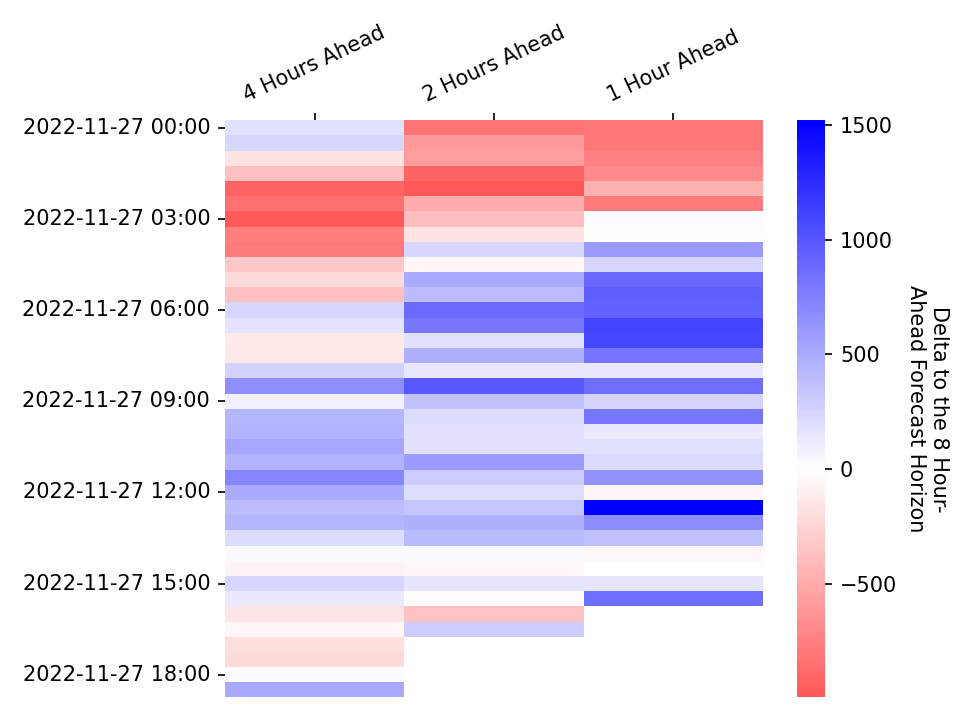 4 Hours Ahead
2 Hours Ahead
1 Hour Ahead
2022-11-27 00:00
2022-11-27 03:00
2022-11-27 06:00
2022-11-27 09:00
2022-11-27 12:00
2022-11-27 15:00
2022-11-27 18:00
1500
1000
500
0
−500
Delta to the 8 Hour-
Ahead Forecast Horizon